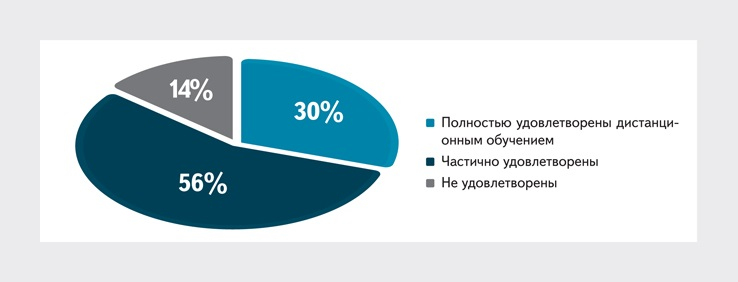 14%
30%
56%
Полностью удовлетворены дистанци-
онным обучением
Частично удовлетворены
Не удовлетворены